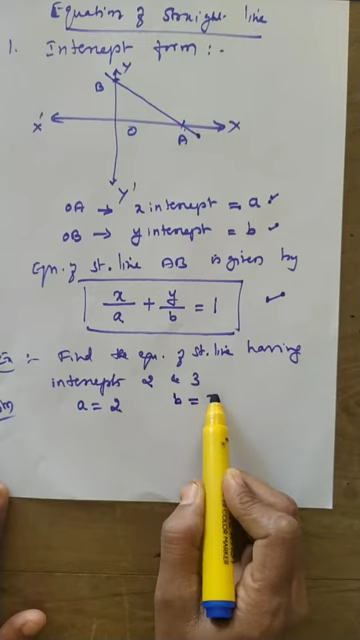 Equation of straight line
1. Intercept form :-
Y
B
X' O A X
Y'
OA → x intercept = a ✓
OB → y intercept = b ✓
Eqn. of st. line AB is given by
x/a + y/b = 1 ✓
Ex :- Find the eqn. of st. line having
intercepts 2 & 3
a = 2 b =